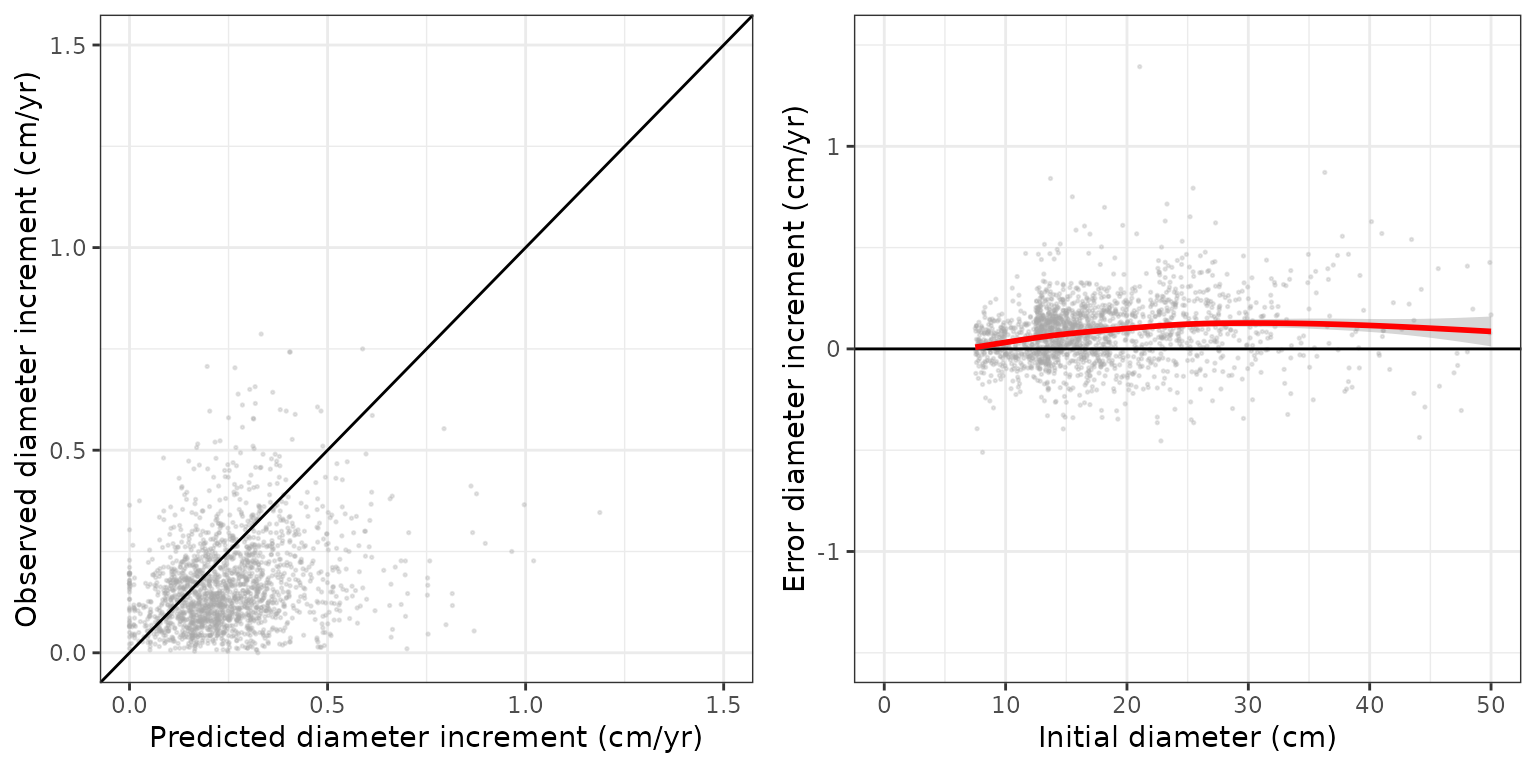 Observed diameter increment (cm/yr)
1.5
1.0
0.5
0.0
0.0 0.5 1.0 1.5
Predicted diameter increment (cm/yr)
Error diameter increment (cm/yr)
1
0
-1
0 10 20 30 40 50
Initial diameter (cm)